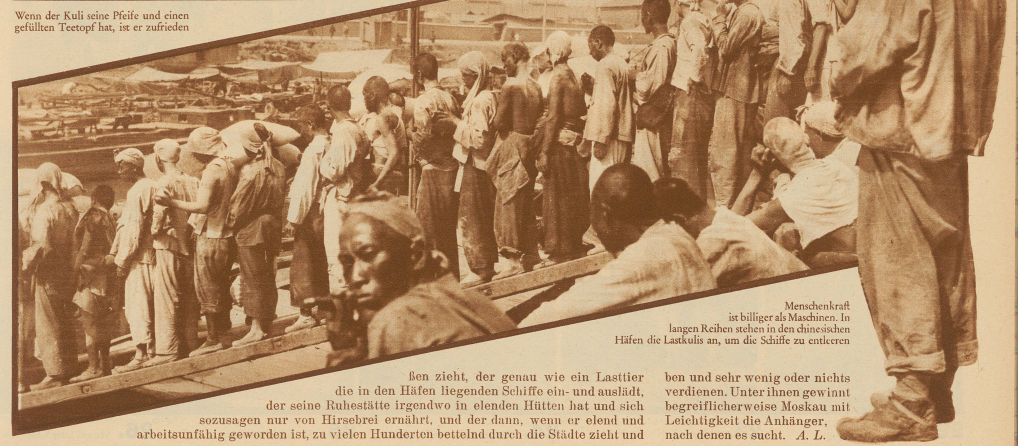 Wenn der Kuli seine Pfeife und einen
gefüllten Teetopf hat, ist er zufrieden
Menschenkraft
ist billiger als Maschinen. In
langen Reihen stehen in den chinesischen
Häfen die Lastkulis an, um die Schiffe zu entleeren
ßen zieht, der genau wie ein Lasttier
die in den Häfen liegenden Schiffe ein- und auslädt,
der seine Ruhestätte irgendwo in elenden Hütten hat und sich
sozusagen nur von Hirsebrei ernährt, und der dann, wenn er elend und
arbeitsunfähig geworden ist, zu vielen Hunderten bettelnd durch die Städte zieht und
ben und sehr wenig oder nichts
verdienen. Unter ihnen gewinnt
begreiflicherweise Moskau mit
Leichtigkeit die Anhänger,
nach denen es sucht. A. L.